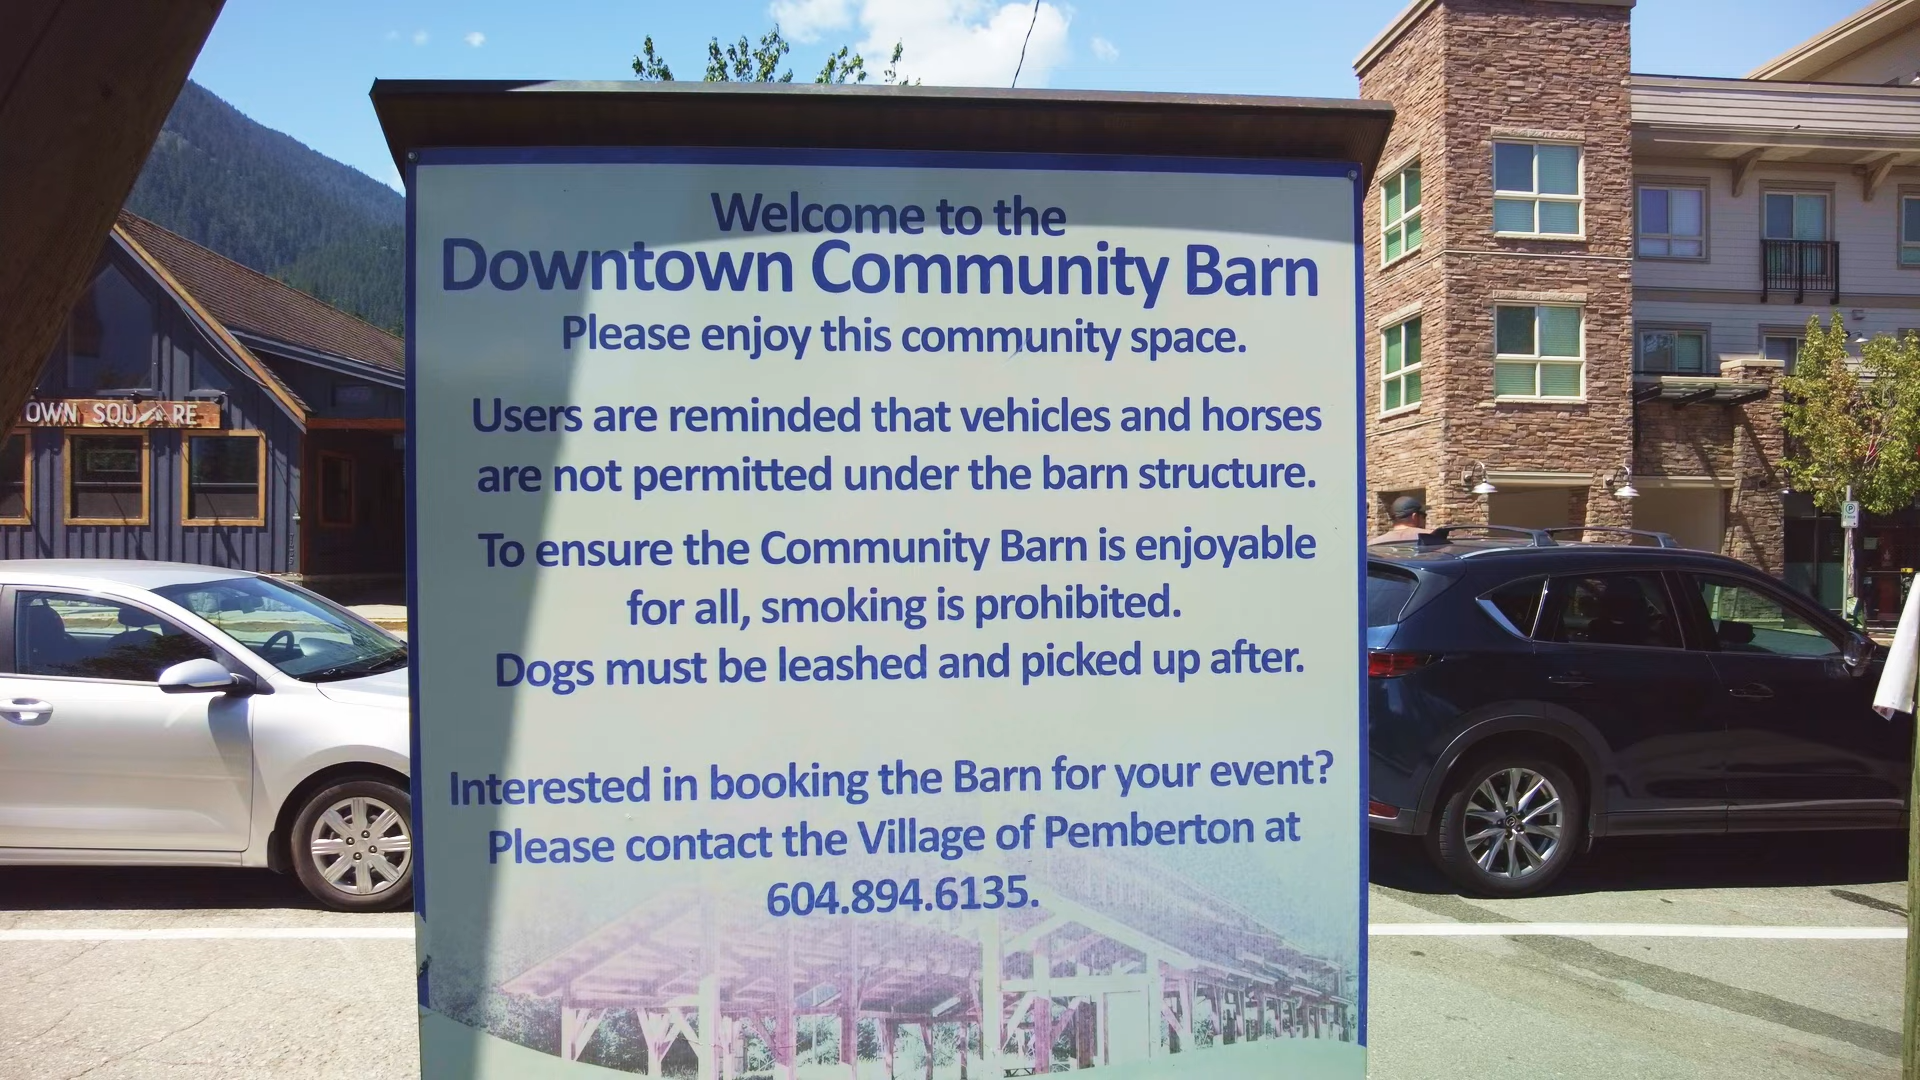 Welcome to the
Downtown Community Barn
Please enjoy this community space.
Users are reminded that vehicles and horses
are not permitted under the barn structure.
To ensure the Community Barn is enjoyable
for all, smoking is prohibited.
Dogs must be leashed and picked up after.
Interested in booking the Barn for your event?
Please contact the Village of Pemberton at
604.894.6135.
OWN SQUARE
P